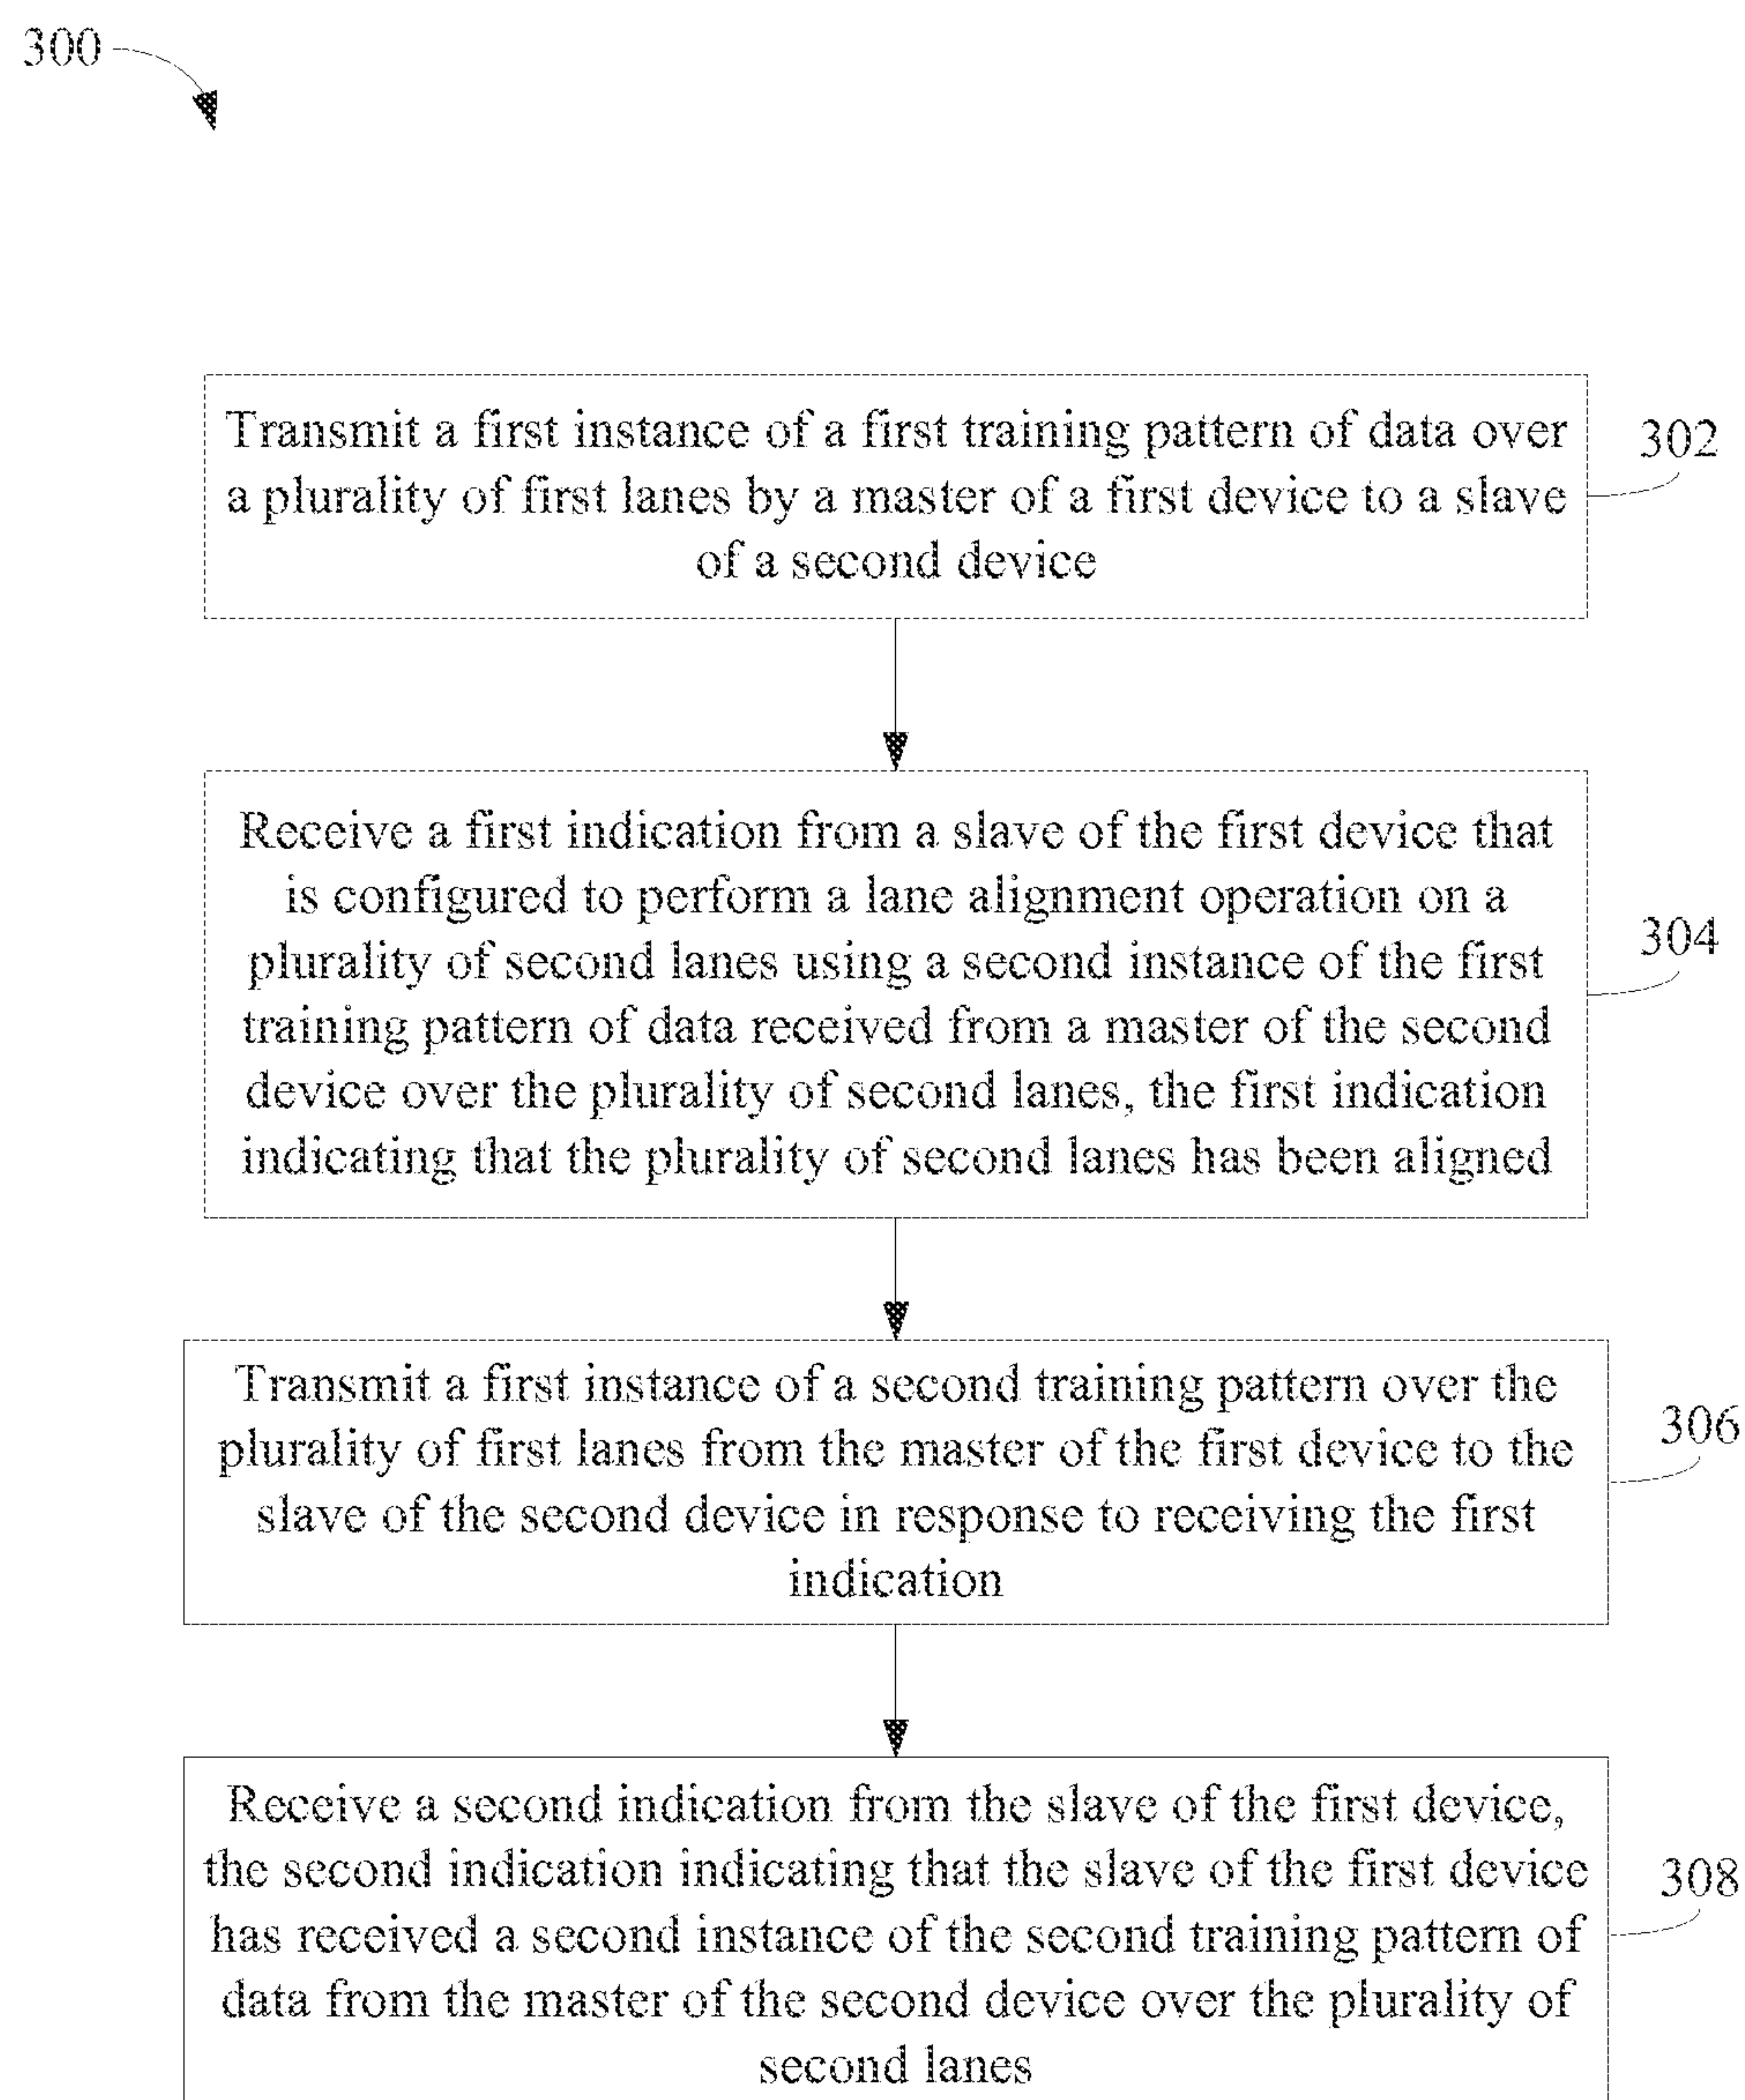 300
Transmit a first instance of a first training pattern of data over
a plurality of first lanes by a master of a first device to a slave
of a second device
302
Receive a first indication from a slave of the first device that
is configured to perform a lane alignment operation on a
plurality of second lanes using a second instance of the first
training pattern of data received from a master of the second
device over the plurality of second lanes, the first indication
indicating that the plurality of second lanes has been aligned
304
Transmit a first instance of a second training pattern over the
plurality of first lanes from the master of the first device to the
slave of the second device in response to receiving the first
indication
306
Receive a second indication from the slave of the first device,
the second indication indicating that the slave of the first device
has received a second instance of the second training pattern of
data from the master of the second device over the plurality of
second lanes
308